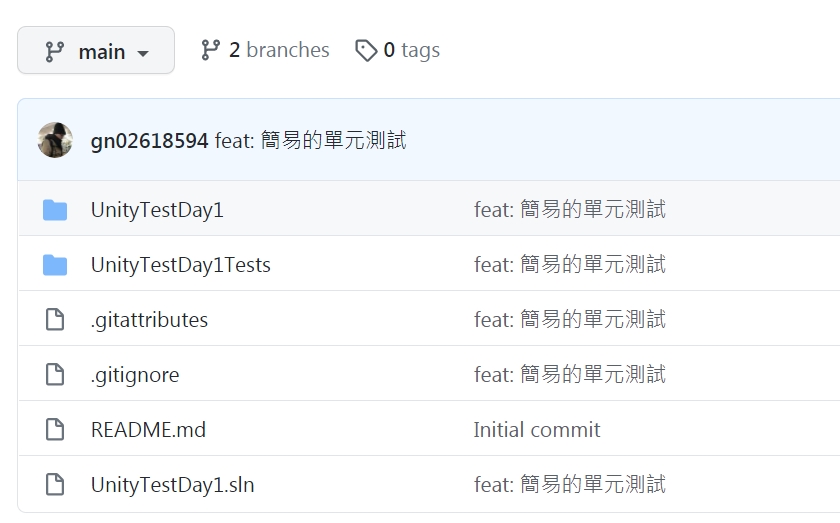 main 2 branches 0 tags
gn02618594 feat: 簡易的單元測試
UnityTestDay1 feat: 簡易的單元測試
UnityTestDay1Tests feat: 簡易的單元測試
.gitattributes feat: 簡易的單元測試
.gitignore feat: 簡易的單元測試
README.md Initial commit
UnityTestDay1.sln feat: 簡易的單元測試